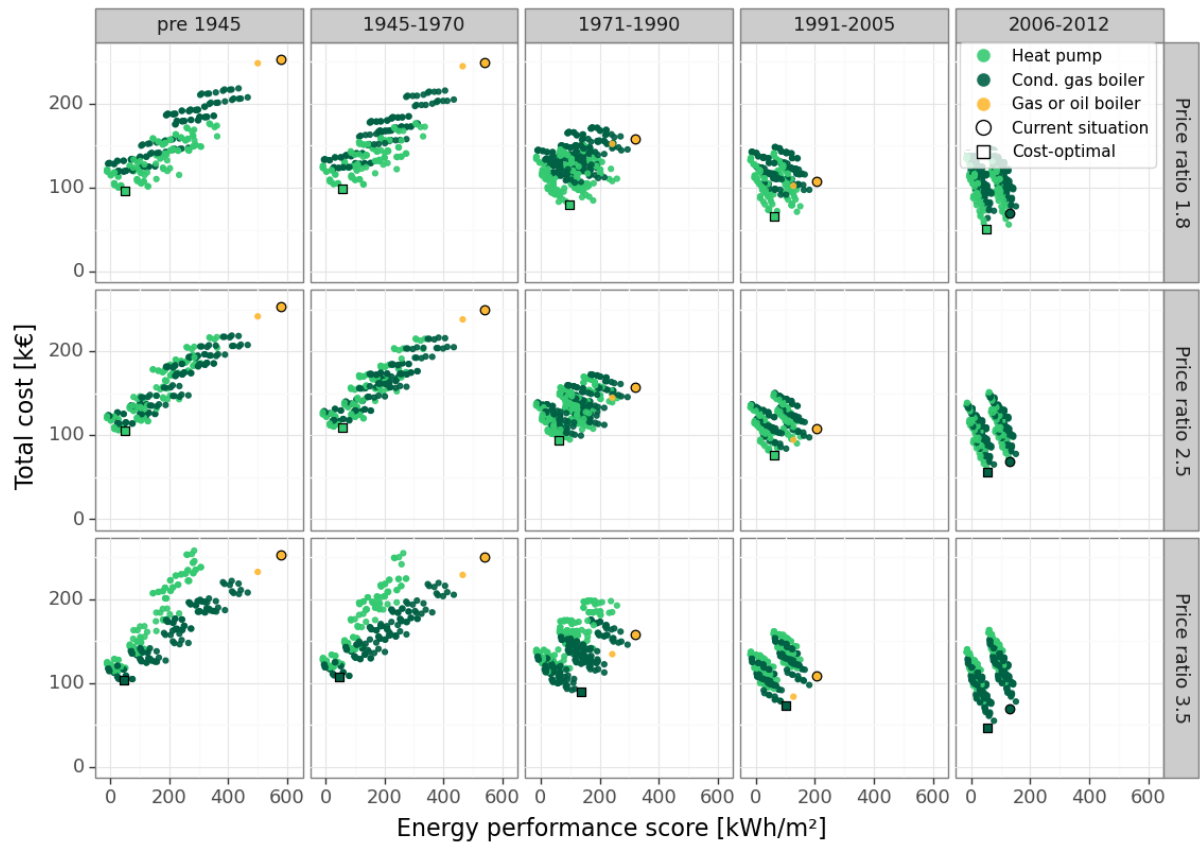 pre 1945
1945-1970
1971-1990
1991-2005
2006-2012
Heat pump
Cond. gas boiler
Gas or oil boiler
Current situation
Cost-optimal
200
100
0
Price ratio 1.8
200
100
0
Price ratio 2.5
200
100
0
Price ratio 3.5
Total cost [k€]
0 200 400 600
0 200 400 600
0 200 400 600
0 200 400 600
0 200 400 600
Energy performance score [kWh/m²]